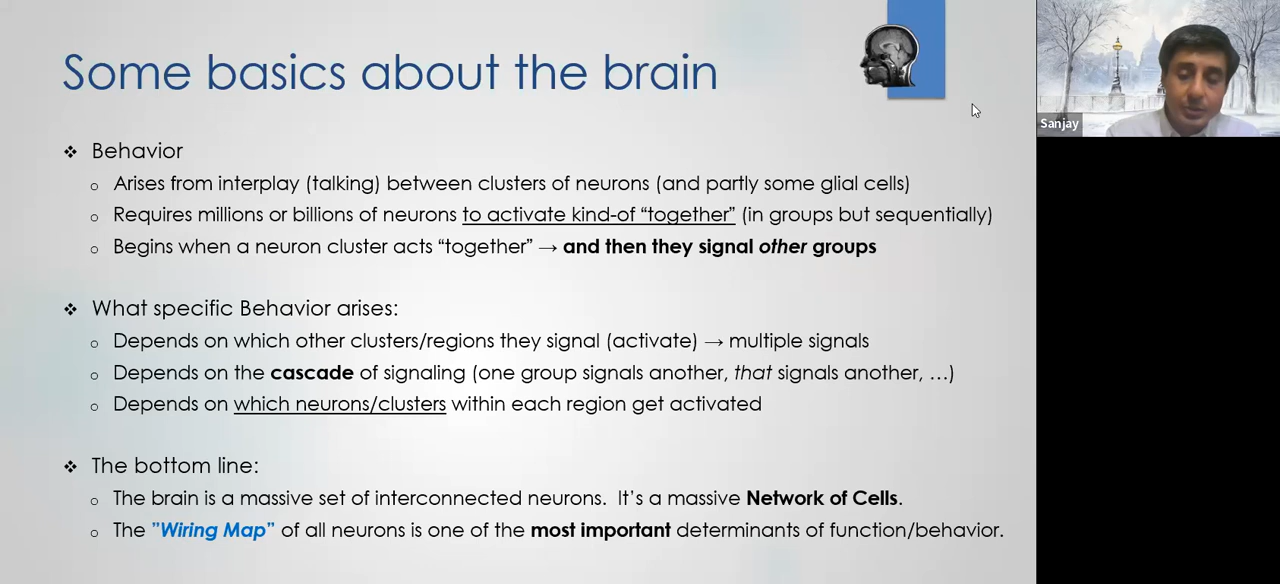 Some basics about the brain
Sanjay
❖ Behavior
o Arises from interplay (talking) between clusters of neurons (and partly some glial cells)
o Requires millions or billions of neurons to activate kind-of “together” (in groups but sequentially)
o Begins when a neuron cluster acts “together” → and then they signal other groups
❖ What specific Behavior arises:
o Depends on which other clusters/regions they signal (activate) → multiple signals
o Depends on the cascade of signaling (one group signals another, that signals another, …)
o Depends on which neurons/clusters within each region get activated
❖ The bottom line:
o The brain is a massive set of interconnected neurons. It’s a massive Network of Cells.
o The ”Wiring Map” of all neurons is one of the most important determinants of function/behavior.